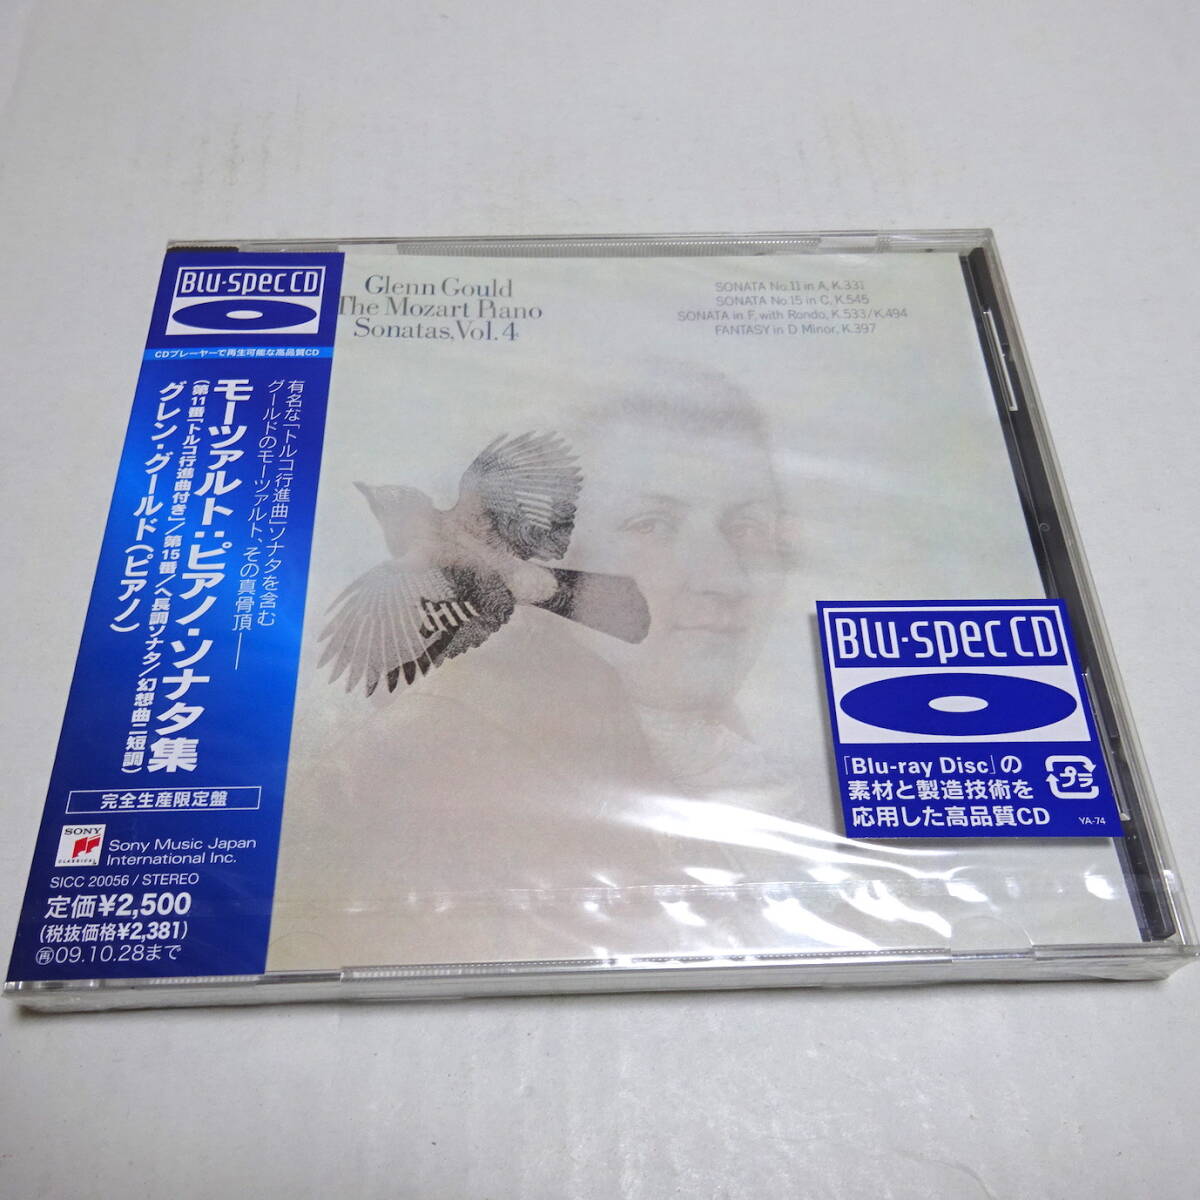 Blu-spec CD
CDプレーヤーで再生可能な高品質CD
有名な「トルコ行進曲」ソナタを含む
グールドのモーツァルト、その真骨頂——
モーツァルト:ピアノ・ソナタ集
(第11番「トルコ行進曲付き」/第15番/ヘ長調ソナタ/幻想曲ニ短調)
グレン・グールド(ピアノ)
完全生産限定盤
SONY
CLASSICAL
Sony Music Japan
International Inc.
SICC 20056 / STEREO
定価¥2,500
(税抜価格¥2,381)
再09.10.28まで
Glenn Gould
The Mozart Piano
Sonatas, Vol. 4
SONATA No. 11 in A, K.331
SONATA No. 15 in C, K.545
SONATA in F, with Rondo, K.533/K.494
FANTASY in D Minor, K.397
Blu-spec CD
「Blu-ray Disc」の
素材と製造技術を
応用した高品質CD
プラ
YA-74